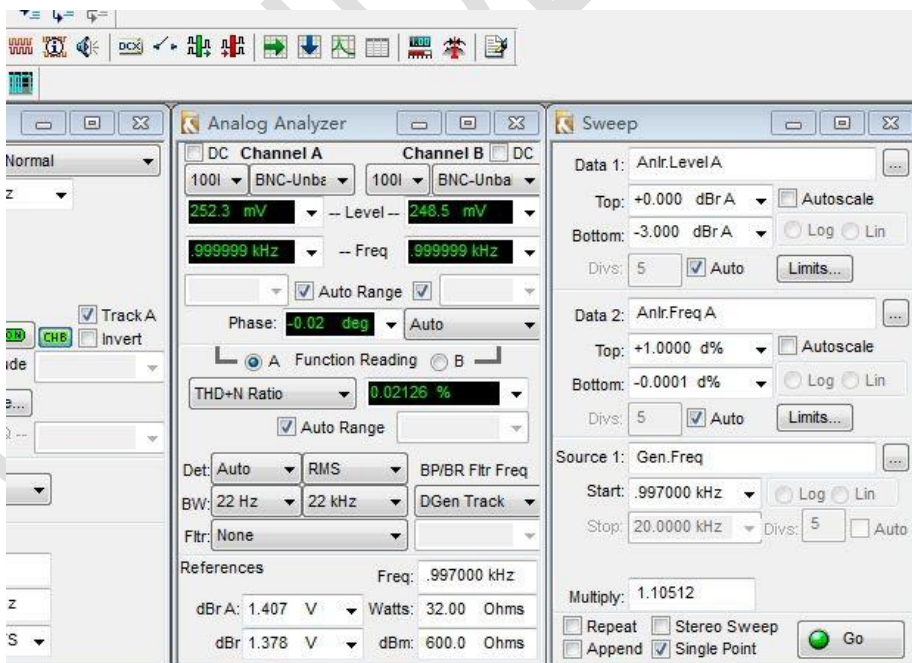 DCX
Analog Analyzer
Sweep
Normal
z
Track A
CHB
Invert
DC Channel A Channel B DC
BNC-Unba BNC-Unbal
252.3 mV -- Level -- 248.5 mV
.999999 kHz -- Freq .999999 kHz
Auto Range
Phase: -0.02 deg Auto
A Function Reading B
THD+N Ratio 0.02126 %
Auto Range
Det: Auto RMS BP/BR Fltr Freq
BW: 22 Hz 22 kHz DGen Track
Fltr: None
References Freq: .997000 kHz
dBr A: 1.407 V Watts: 32.00 Ohms
dBr 1.378 V dBm: 600.0 Ohms
Data 1: Anlr.Level A ...
Top: +0.000 dBr A Autoscale
Bottom: -3.000 dBr A Log Lin
Divs: 5 Auto Limits...
Data 2: Anlr.Freq A ...
Top: +1.0000 d% Autoscale
Bottom: -0.0001 d% Log Lin
Divs: 5 Auto Limits...
Source 1: Gen.Freq ...
Start: .997000 kHz Log Lin
Stop: 20.0000 kHz Divs: 5 Auto
Multiply: 1.10512
Repeat Stereo Sweep
Append Single Point Go